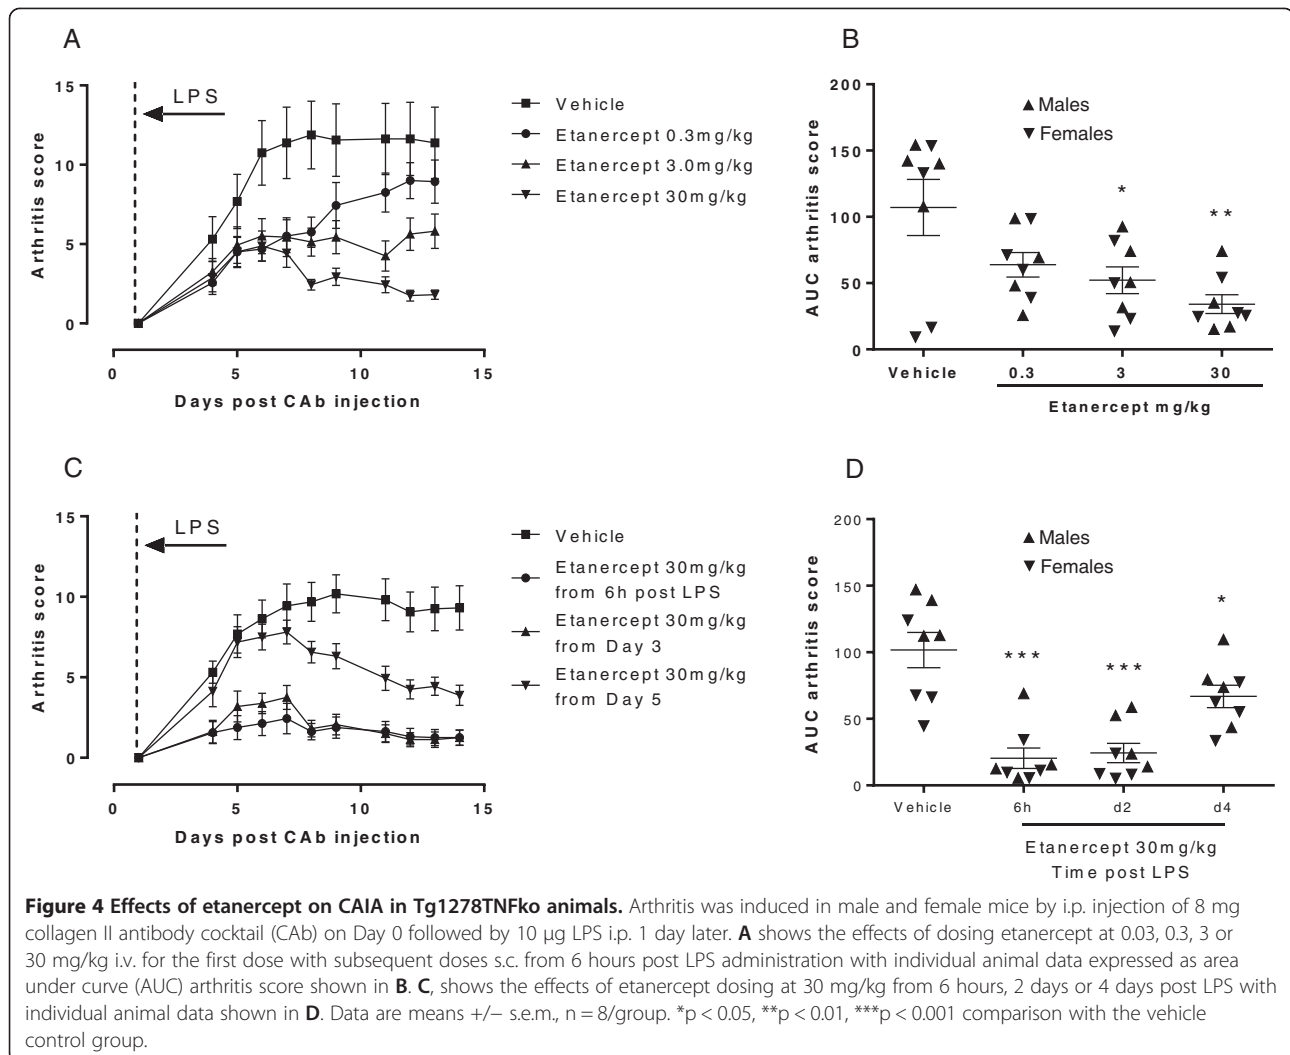 A
15
10
5
0
Arthritis score
LPS
0 5 10 15
Days post CAb injection
Vehicle
Etanercept 0.3mg/kg
Etanercept 3.0mg/kg
Etanercept 30mg/kg
B
200
150
100
50
0
AUC arthritis score
Males
Females
*
**
Vehicle 0.3 3 30
Etanercept mg/kg
C
15
10
5
0
Arthritis score
LPS
0 5 10 15
Days post CAb injection
Vehicle
Etanercept 30mg/kg
from 6h post LPS
Etanercept 30mg/kg
from Day 3
Etanercept 30mg/kg
from Day 5
D
200
150
100
50
0
AUC arthritis score
Males
Females
***
***
*
Vehicle 6h d2 d4
Etanercept 30mg/kg
Time post LPS
Figure 4 Effects of etanercept on CAIA in Tg1278TNFko animals. Arthritis was induced in male and female mice by i.p. injection of 8 mg
collagen II antibody cocktail (CAb) on Day 0 followed by 10 μg LPS i.p. 1 day later. A shows the effects of dosing etanercept at 0.03, 0.3, 3 or
30 mg/kg i.v. for the first dose with subsequent doses s.c. from 6 hours post LPS administration with individual animal data expressed as area
under curve (AUC) arthritis score shown in B. C, shows the effects of etanercept dosing at 30 mg/kg from 6 hours, 2 days or 4 days post LPS with
individual animal data shown in D. Data are means +/− s.e.m., n = 8/group. *p < 0.05, **p < 0.01, ***p < 0.001 comparison with the vehicle
control group.